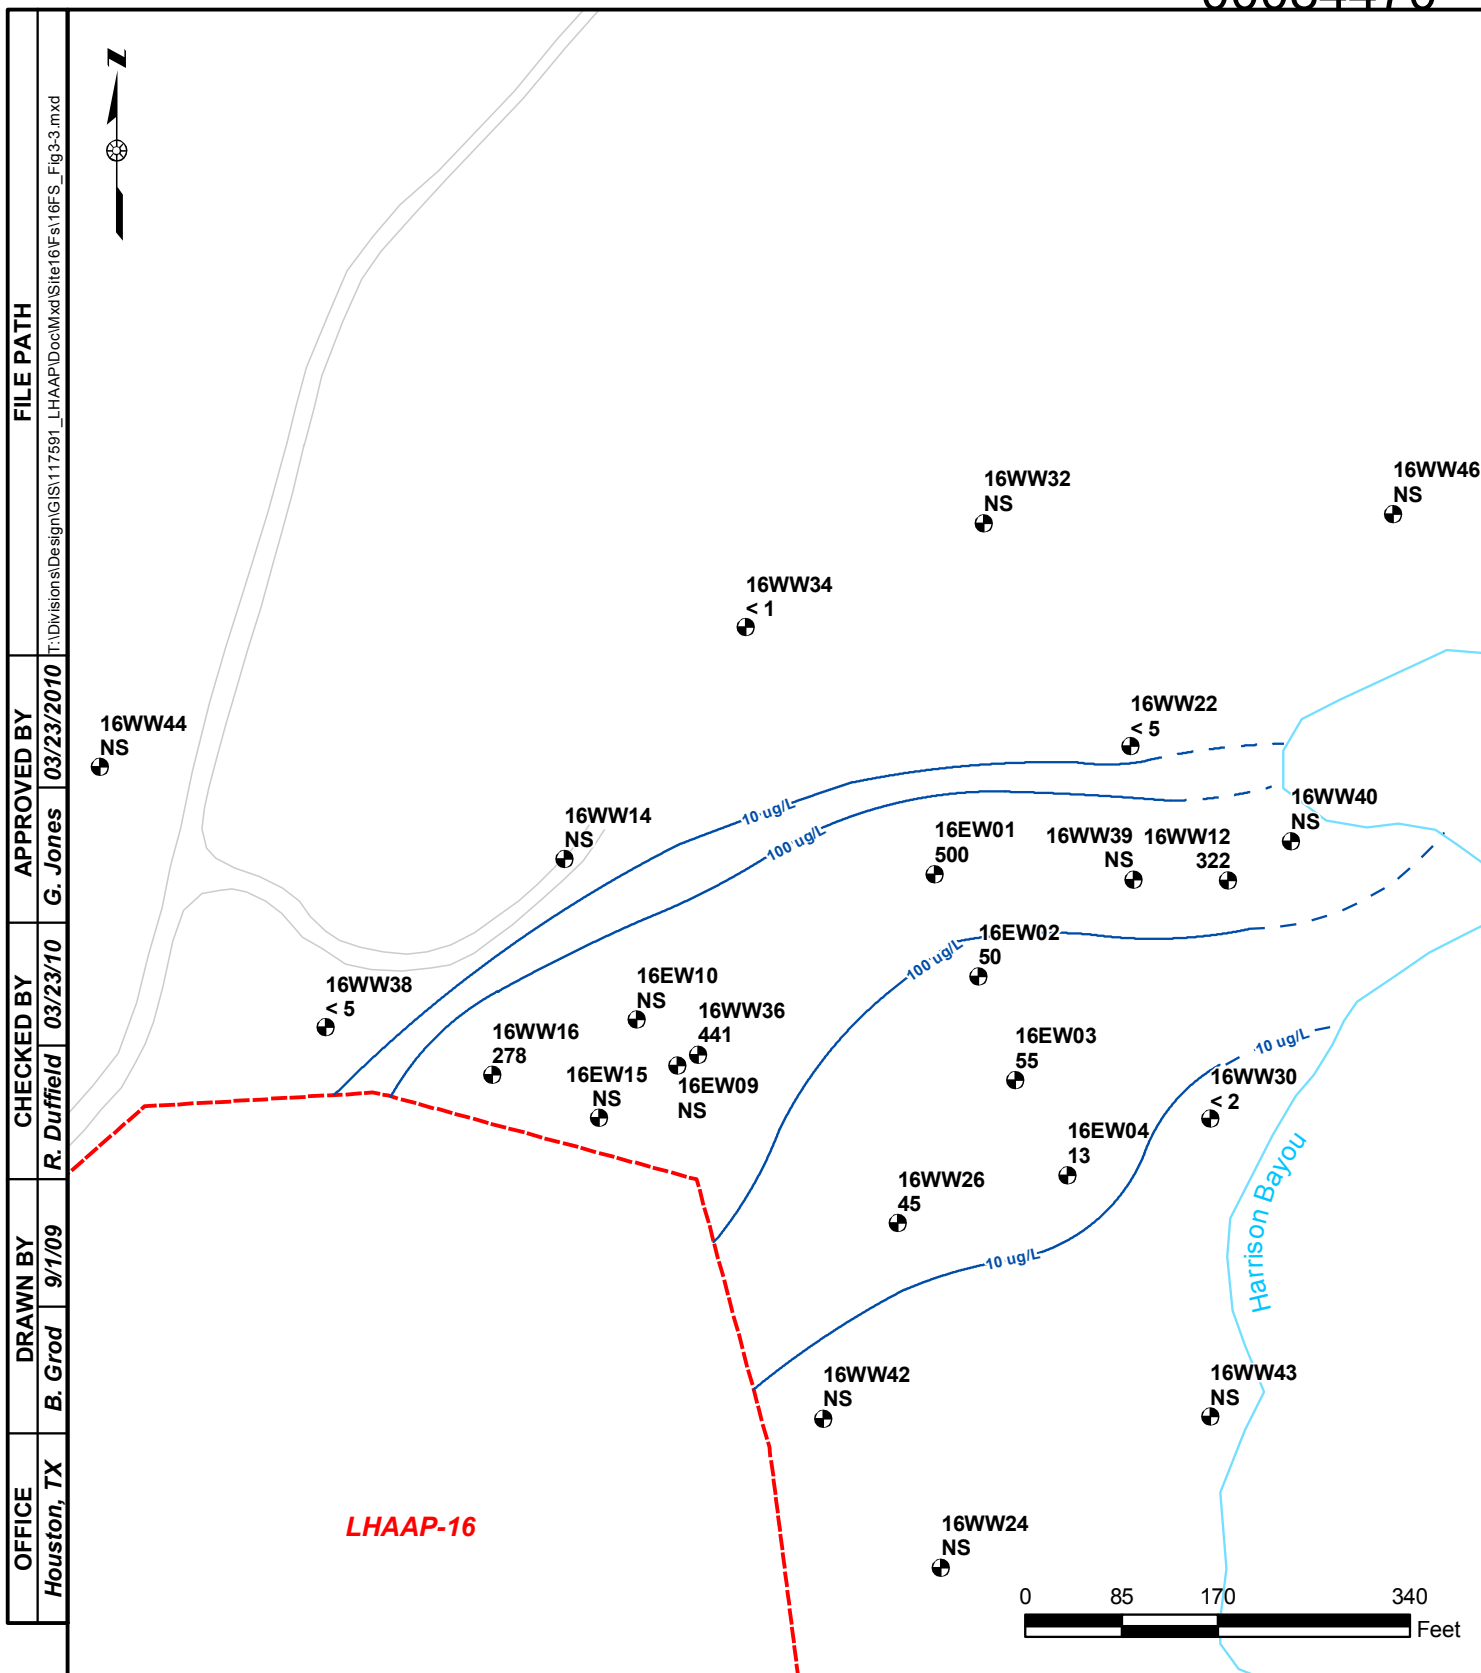 N
FILE PATH
T:\Divisions\Design\GIS\117591_LHAAP\Doc\Mxd\Site16\Fs\16FS_Fig3-3.mxd
APPROVED BY
G. Jones 03/23/2010
CHECKED BY
R. Duffield 03/23/10
DRAWN BY
B. Grod 9/1/09
OFFICE
Houston, TX
16WW32
NS
16WW46
NS
16WW34
< 1
16WW44
NS
16WW22
< 5
16WW14
NS
10 ug/L
100 ug/L
16EW01
500
16WW39
NS
16WW12
322
16WW40
NS
16EW02
50
100 ug/L
16WW38
< 5
16EW10
NS
16WW36
441
16WW16
278
16EW15
NS
16EW09
NS
16EW03
55
10 ug/L
16WW30
< 2
16EW04
13
16WW26
45
10 ug/L
Harrison Bayou
16WW42
NS
16WW43
NS
LHAAP-16
16WW24
NS
0 85 170 340
Feet